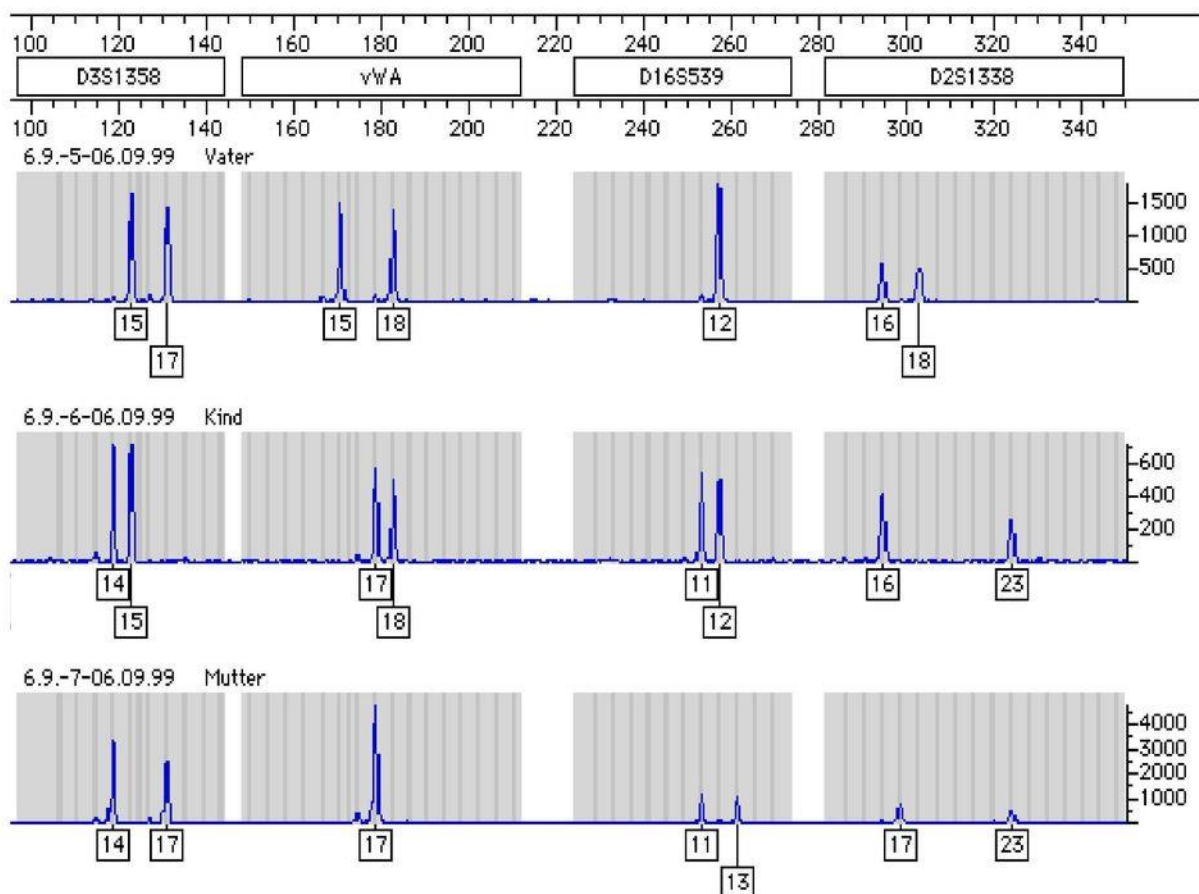 100 120 140 160 180 200 220 240 260 280 300 320 340
D3S1358 vWA D16S539 D2S1338
100 120 140 160 180 200 220 240 260 280 300 320 340
6.9.-5-06.09.99 Vater
1500
1000
500
15 15 18 12 16
17 18
6.9.-6-06.09.99 Kind
600
400
200
14 17 11 16 23
15 18 12
6.9.-7-06.09.99 Mutter
4000
3000
2000
1000
14 17 17 11 17 23
13